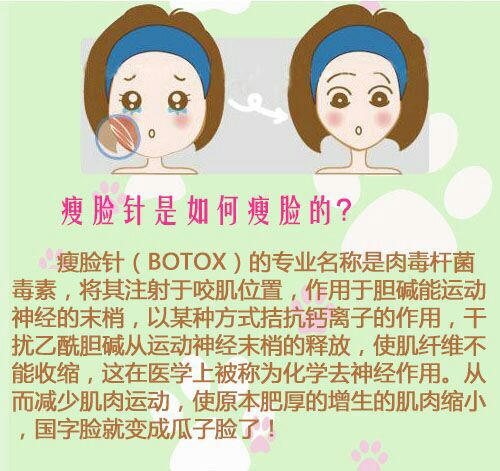 瘦脸针是如何瘦脸的？
瘦脸针（BOTOX）的专业名称是肉毒杆菌
毒素，将其注射于咬肌位置，作用于胆碱能运动
神经的末梢，以某种方式拮抗钙离子的作用，干
扰乙酰胆碱从运动神经末梢的释放，使肌纤维不
能收缩，这在医学上被称为化学去神经作用。从
而减少肌肉运动，使原本肥厚的增生的肌肉缩小
，国字脸就变成瓜子脸了！